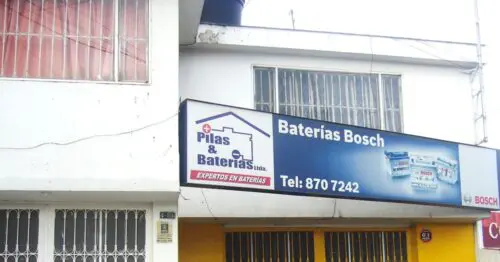 Pilas
&
Baterías Ltda.
EXPERTOS EN BATERÍAS
Baterías Bosch
Tel: 870 7242
BOSCH